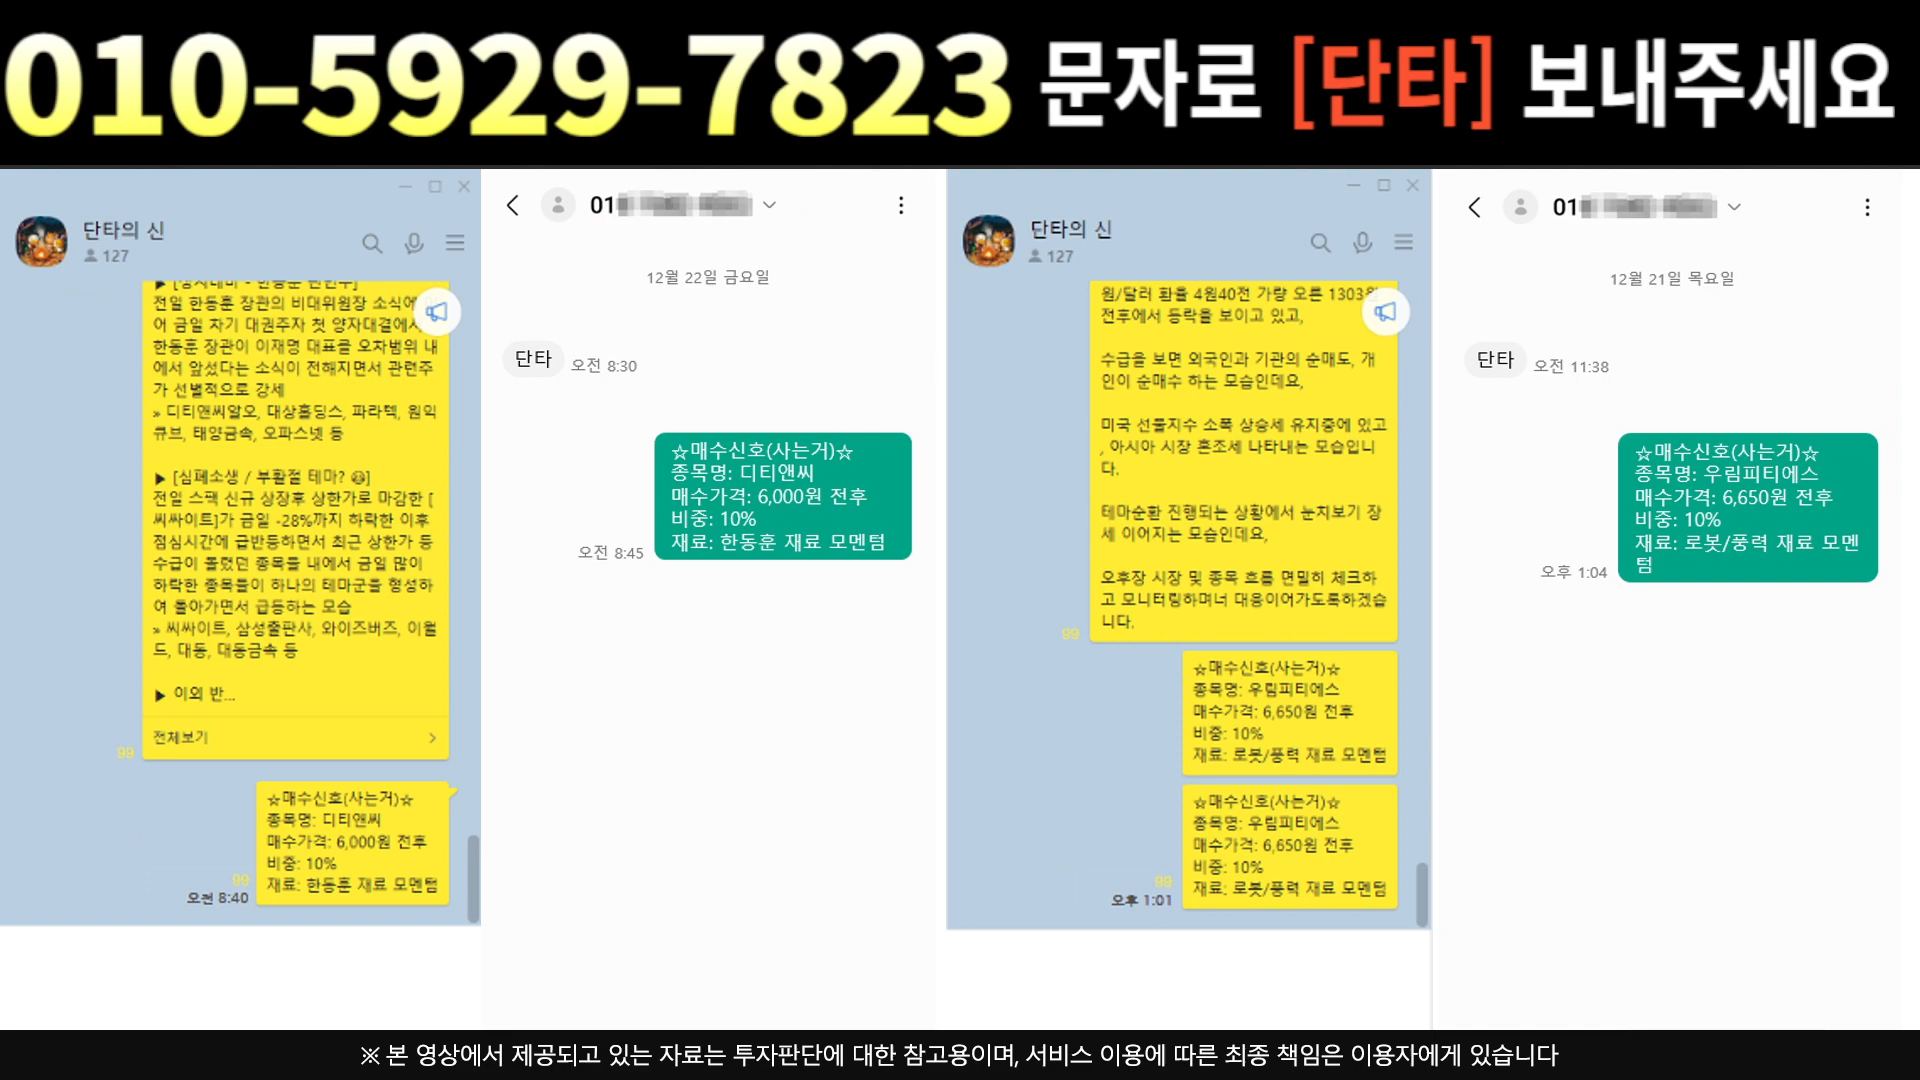 010-5929-7823 문자로 [단타] 보내주세요
단타의 신
127
전일 한동훈 장관의 비대위원장 소식에
어 금일 차기 대권주자 첫 양자대결에서
한동훈 장관이 이재명 대표를 오차범위 내
에서 앞섰다는 소식이 전해지면서 관련주
가 선별적으로 강세
» 디티앤씨알오, 대상홀딩스, 파라텍, 원익
큐브, 태양금속, 오파스넷 등
▶ [심폐소생 / 부활절 테마? 😆]
전일 스팩 신규 상장후 상한가로 마감한 [
씨싸이트]가 금일 -28%까지 하락한 이후
점심시간에 급반등하면서 최근 상한가 등
수급이 몰렸던 종목들 내에서 금일 많이
하락한 종목들이 하나의 테마군을 형성하
여 돌아가면서 급등하는 모습
» 씨싸이트, 삼성출판사, 와이즈버즈, 이월
드, 대동, 대동금속 등
▶ 이외 반...
전체보기
99
☆매수신호(사는거)☆
종목명: 디티앤씨
매수가격: 6,000원 전후
비중: 10%
재료: 한동훈 재료 모멘텀
99
오전 8:40
01
12월 22일 금요일
단타
오전 8:30
☆매수신호(사는거)☆
종목명: 디티앤씨
매수가격: 6,000원 전후
비중: 10%
재료: 한동훈 재료 모멘텀
오전 8:45
단타의 신
127
원/달러 환율 4원40전 가량 오른 1303원
전후에서 등락을 보이고 있고,
수급을 보면 외국인과 기관의 순매도, 개
인이 순매수 하는 모습인데요,
미국 선물지수 소폭 상승세 유지중에 있고
, 아시아 시장 혼조세 나타내는 모습입니
다.
테마순환 진행되는 상황에서 눈치보기 장
세 이어지는 모습인데요,
오후장 시장 및 종목 흐름 면밀히 체크하
고 모니터링하며너 대응이어가도록하겠습
니다.
99
☆매수신호(사는거)☆
종목명: 우림피티에스
매수가격: 6,650원 전후
비중: 10%
재료: 로봇/풍력 재료 모멘텀
☆매수신호(사는거)☆
종목명: 우림피티에스
매수가격: 6,650원 전후
비중: 10%
재료: 로봇/풍력 재료 모멘텀
99
오후 1:01
01
12월 21일 목요일
단타
오전 11:38
☆매수신호(사는거)☆
종목명: 우림피티에스
매수가격: 6,650원 전후
비중: 10%
재료: 로봇/풍력 재료 모멘
텀
오후 1:04
※ 본 영상에서 제공되고 있는 자료는 투자판단에 대한 참고용이며, 서비스 이용에 따른 최종 책임은 이용자에게 있습니다